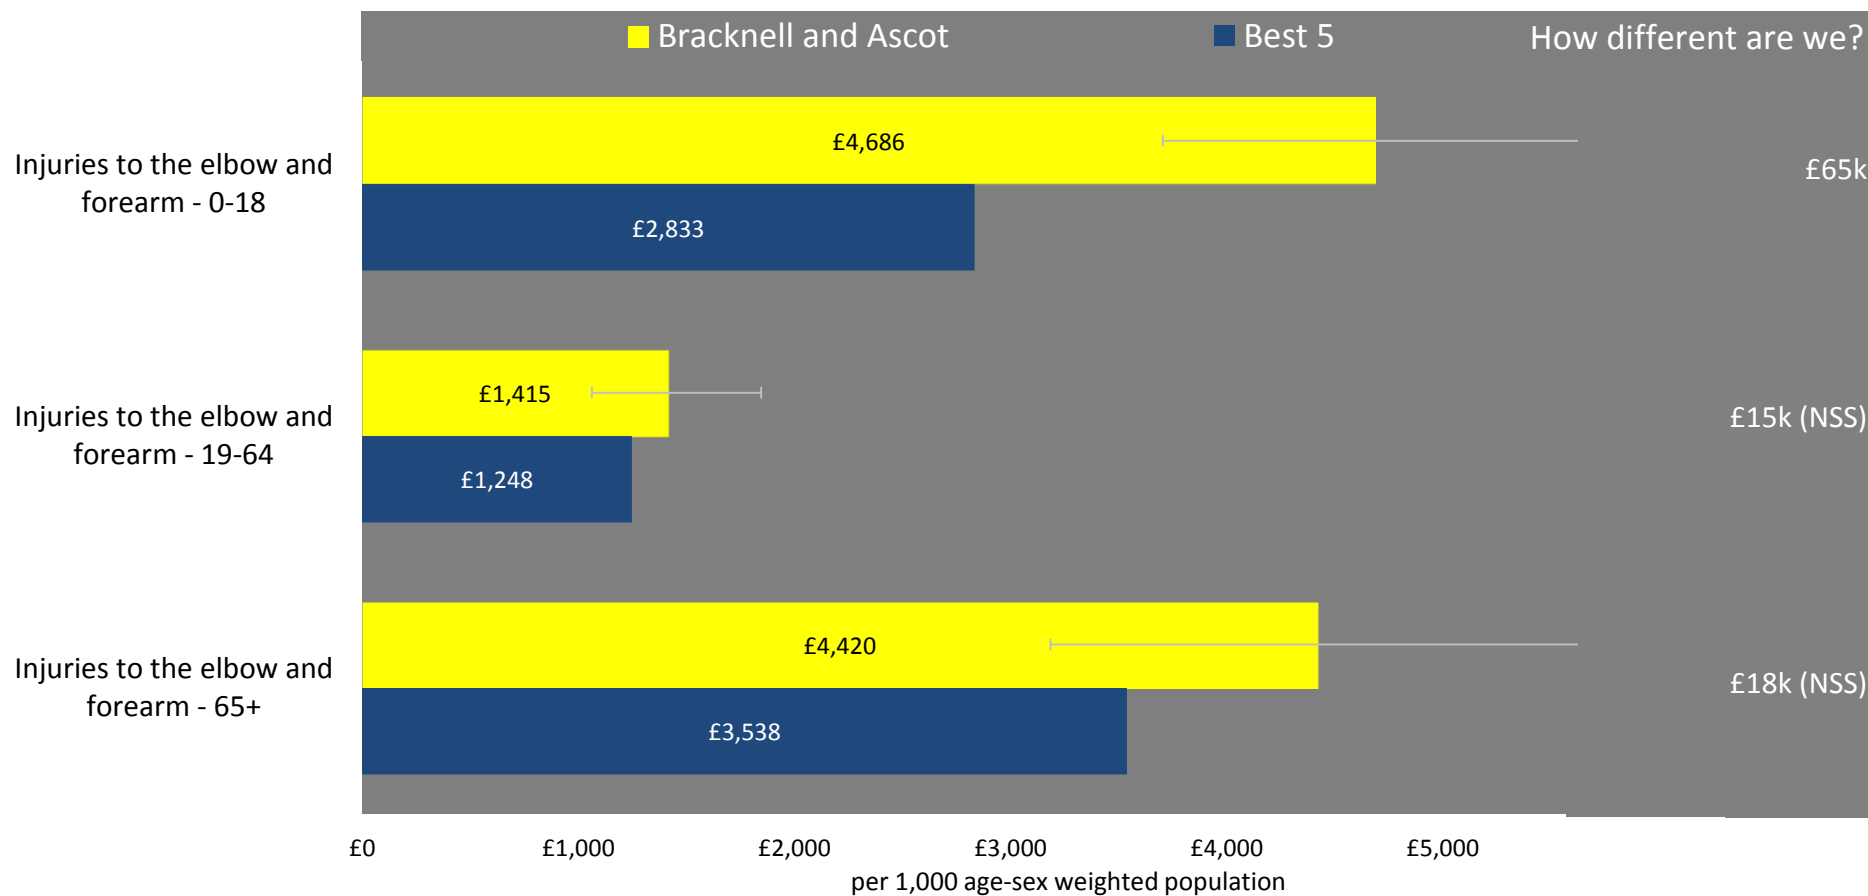 Bracknell and Ascot
Best 5
How different are we?
Injuries to the elbow and
forearm - 0-18
£4,686
£2,833
£65k
Injuries to the elbow and
forearm - 19-64
£1,415
£1,248
£15k (NSS)
Injuries to the elbow and
forearm - 65+
£4,420
£3,538
£18k (NSS)
£0 £1,000 £2,000 £3,000 £4,000 £5,000
per 1,000 age-sex weighted population